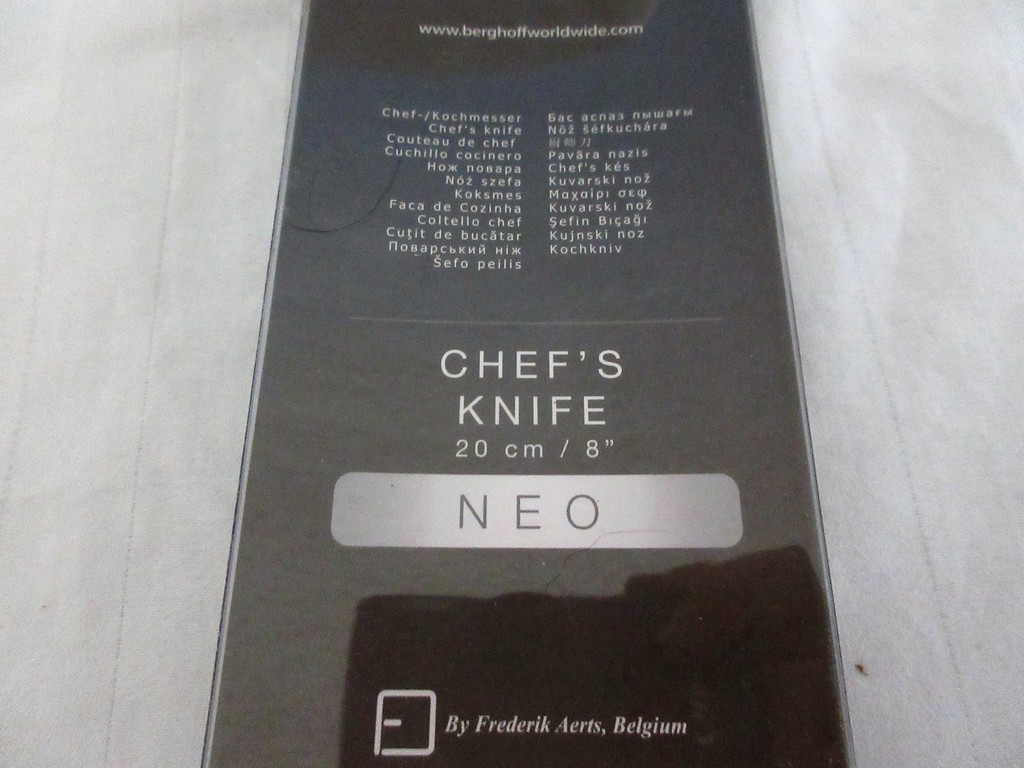 www.berghoffworldwide.com
Chef-/Kochmesser
Chef's knife
Couteau de chef
Cuchillo cocinero
Нож повара
Nóż szefa
Koksmes
Faca de Cozinha
Coltello chef
Cuţit de bucătar
Поварський ніж
Šefo peilis
Бас аспаз пышағы
Nôž šéfkuchára
厨师刀
Pavāra nazis
Chef's kés
Kuvarski nož
Μαχαίρι σεφ
Kuvarski nož
Şefin Bıçağı
Kujnski noz
Kochkniv
CHEF’S
KNIFE
20 cm / 8”
NEO
By Frederik Aerts, Belgium